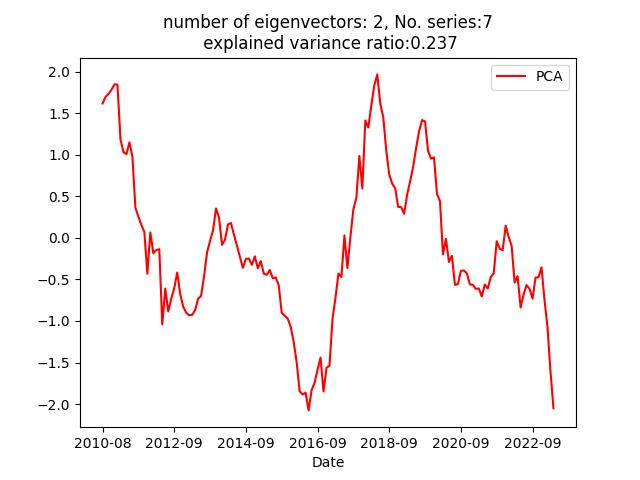 number of eigenvectors: 2, No. series:7
explained variance ratio:0.237
PCA
2.0
1.5
1.0
0.5
0.0
−0.5
−1.0
−1.5
−2.0
2010-08 2012-09 2014-09 2016-09 2018-09 2020-09 2022-09
Date